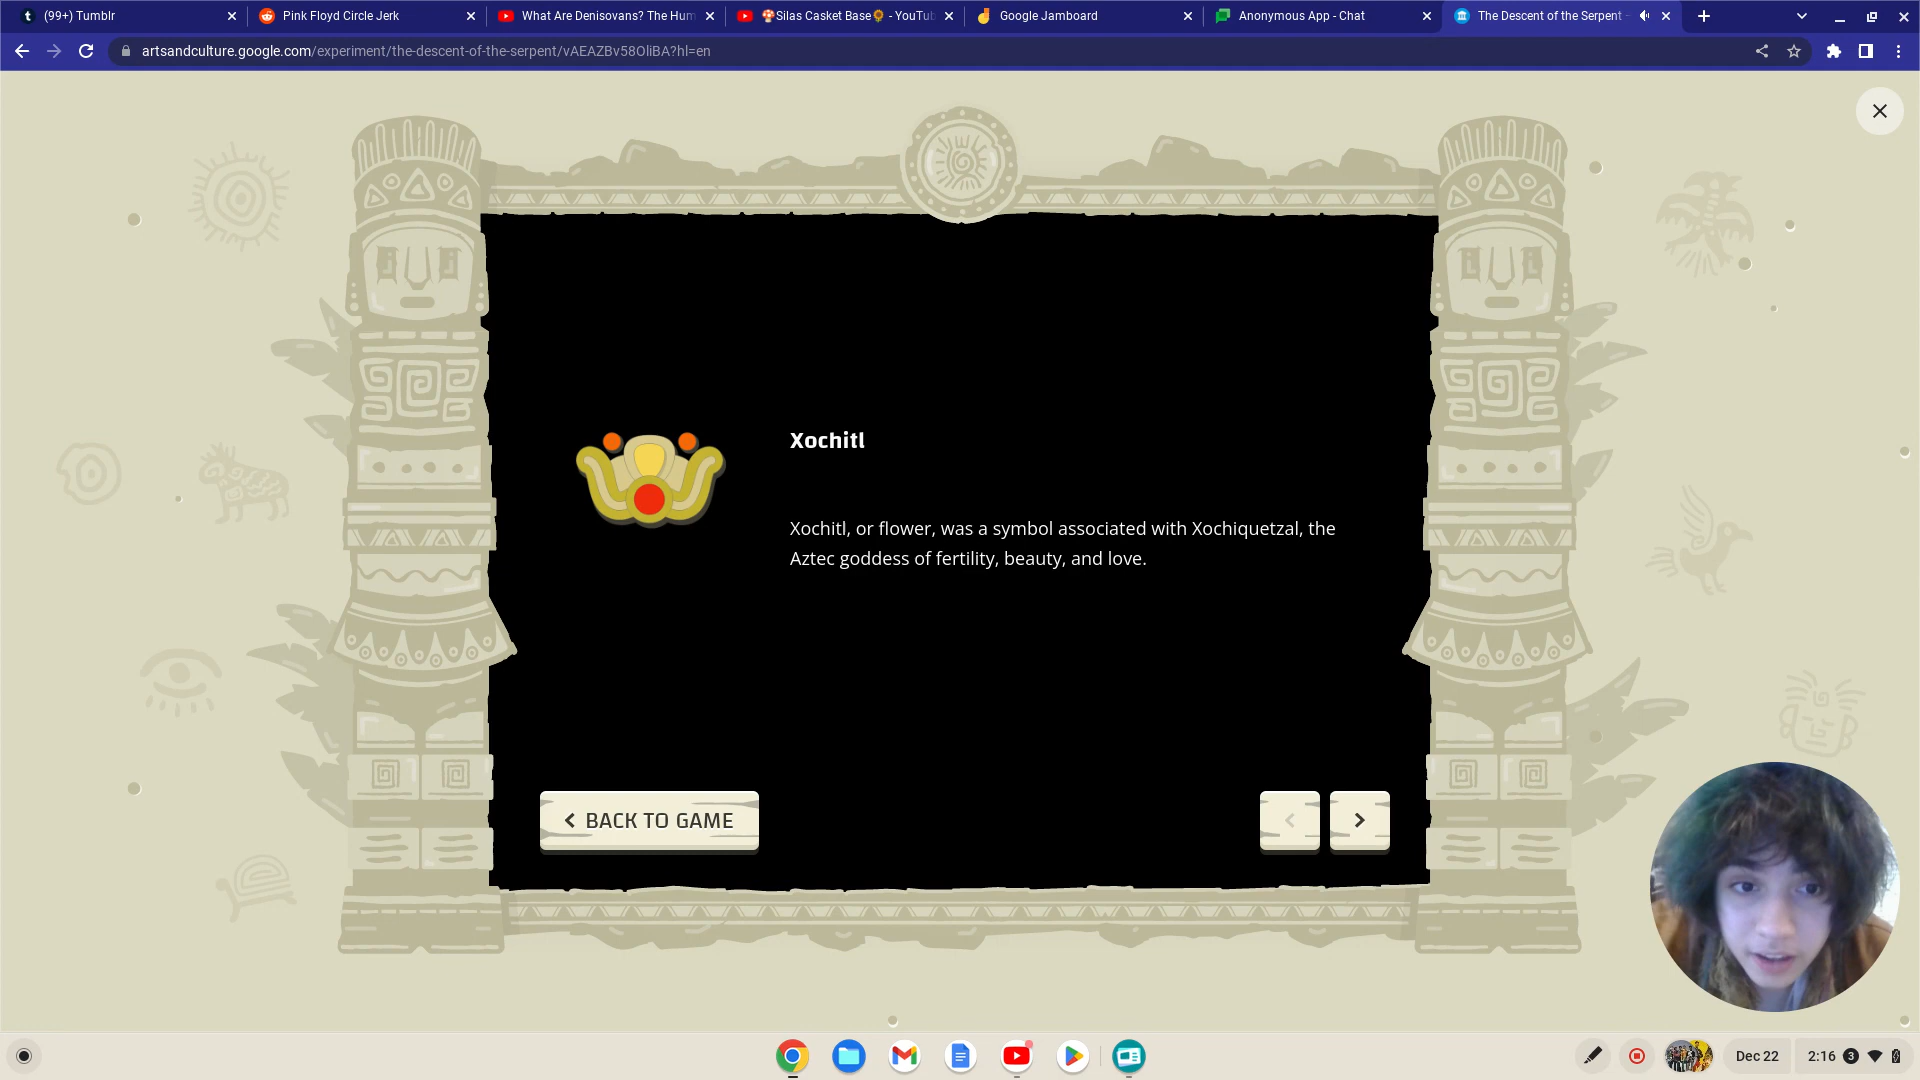 (99+) Tumblr
Pink Floyd Circle Jerk
What Are Denisovans? The Hum
🍄Silas Casket Base🌻 - YouTub
Google Jamboard
Anonymous App - Chat
The Descent of the Serpent -
artsandculture.google.com/experiment/the-descent-of-the-serpent/vAEAZBv58OliBA?hl=en
Xochitl
Xochitl, or flower, was a symbol associated with Xochiquetzal, the
Aztec goddess of fertility, beauty, and love.
BACK TO GAME
Dec 22
2:16
3